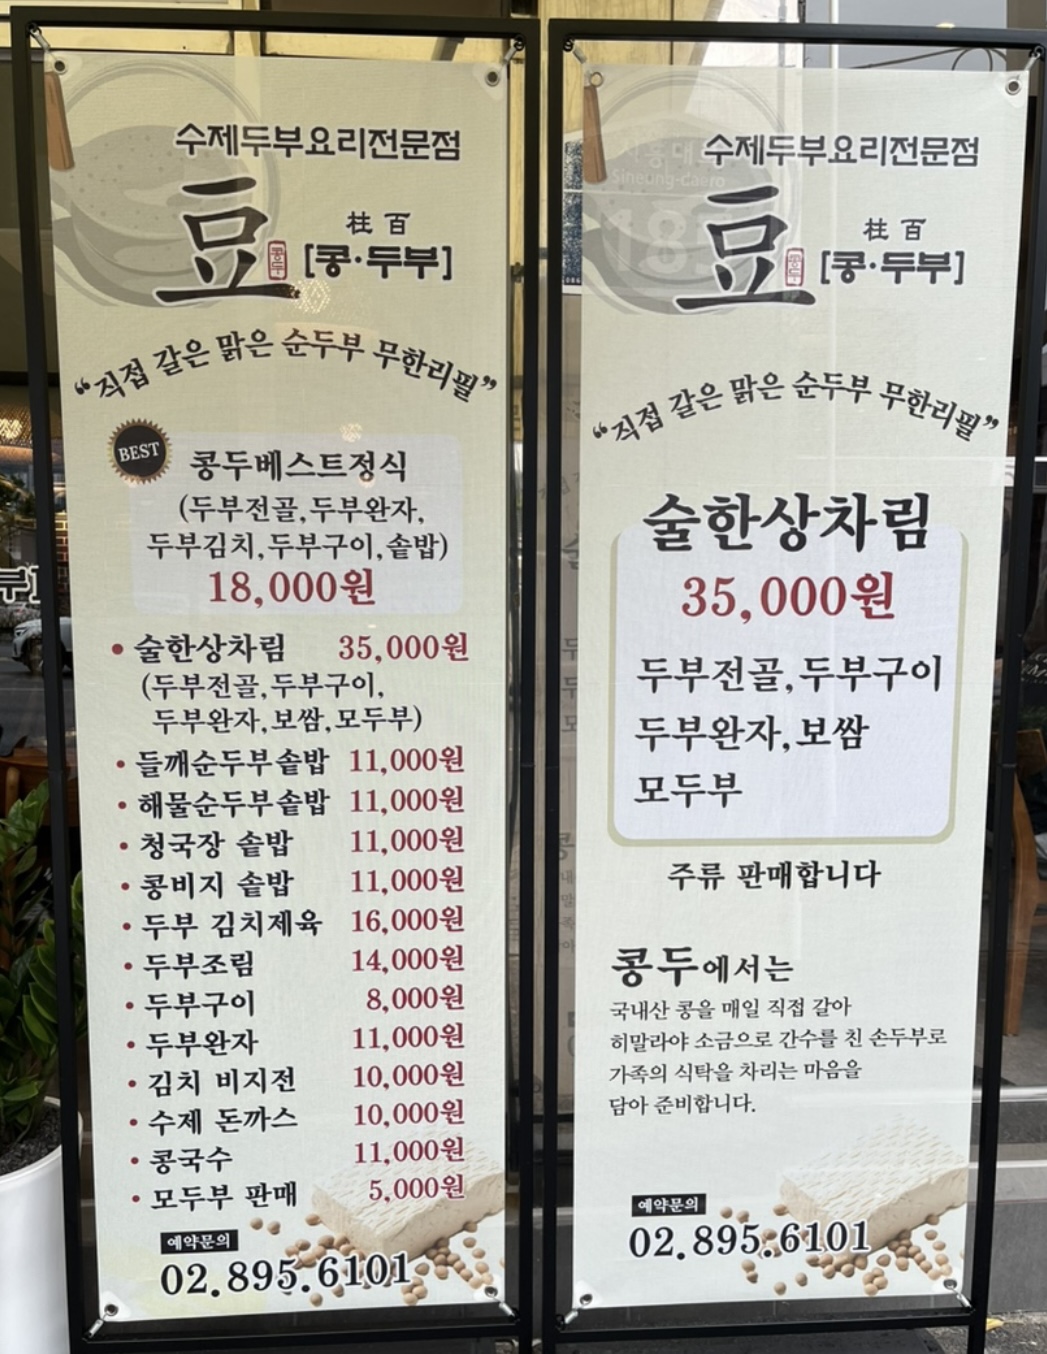 수제두부요리전문점
豆
콩두
柱百
[콩·두부]
“직접 갈은 맑은 순두부 무한리필”
BEST
콩두베스트정식
(두부전골,두부완자,
두부김치,두부구이,솥밥)
18,000원
• 술한상차림 35,000원
(두부전골,두부구이,
두부완자,보쌈,모두부)
• 들깨순두부솥밥 11,000원
• 해물순두부솥밥 11,000원
• 청국장 솥밥 11,000원
• 콩비지 솥밥 11,000원
• 두부 김치제육 16,000원
• 두부조림 14,000원
• 두부구이 8,000원
• 두부완자 11,000원
• 김치 비지전 10,000원
• 수제 돈까스 10,000원
• 콩국수 11,000원
• 모두부 판매 5,000원
예약문의
02.895.6101
수제두부요리전문점
豆
콩두
柱百
[콩·두부]
“직접 갈은 맑은 순두부 무한리필”
술한상차림
35,000원
두부전골,두부구이
두부완자,보쌈
모두부
주류 판매합니다
콩두에서는
국내산 콩을 매일 직접 갈아
히말라야 소금으로 간수를 친 손두부로
가족의 식탁을 차리는 마음을
담아 준비합니다.
예약문의
02.895.6101